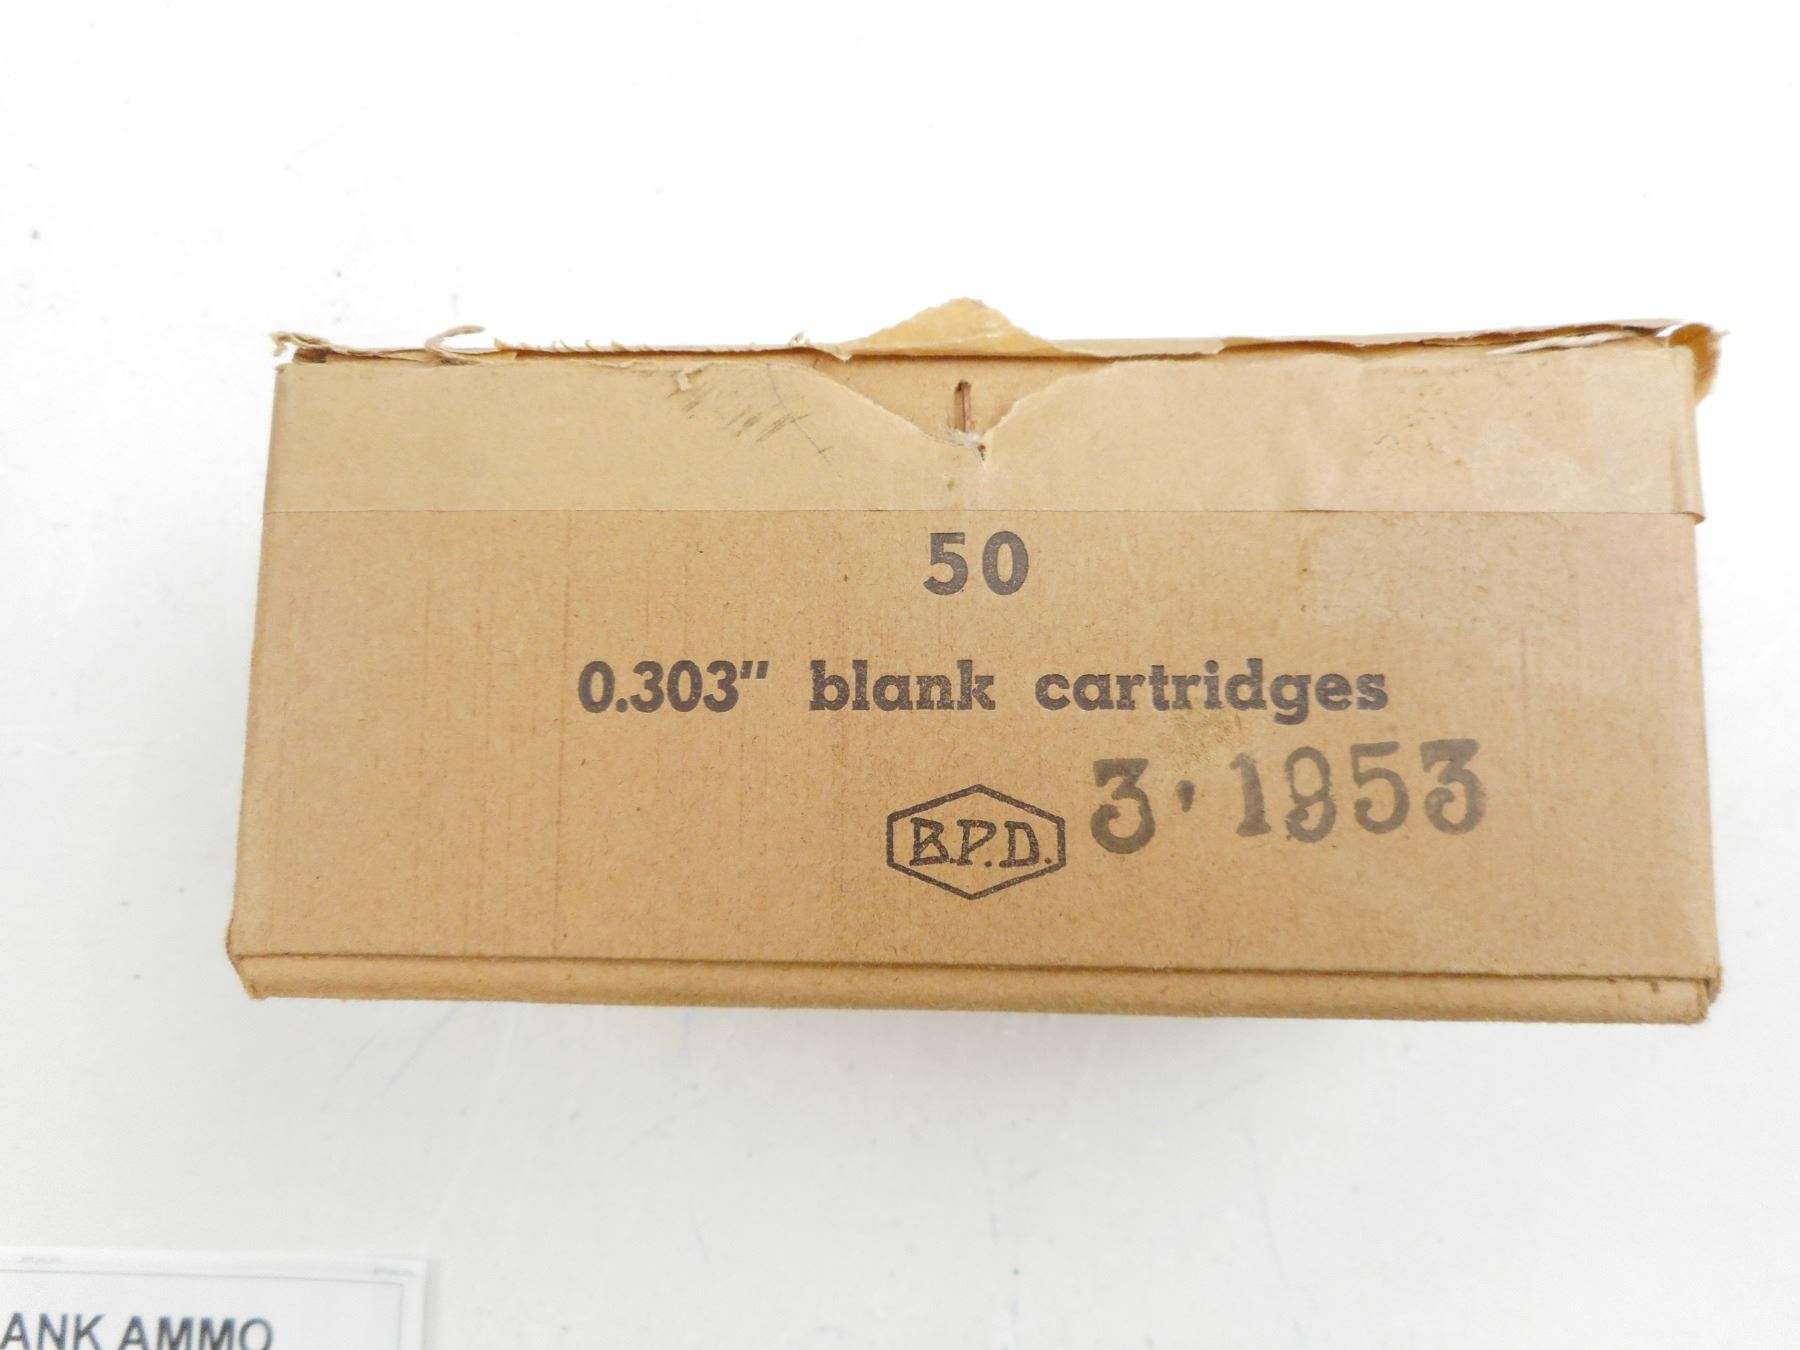 50
0.303" blank cartridges
B.P.D. 3·1953
ANK AMMO